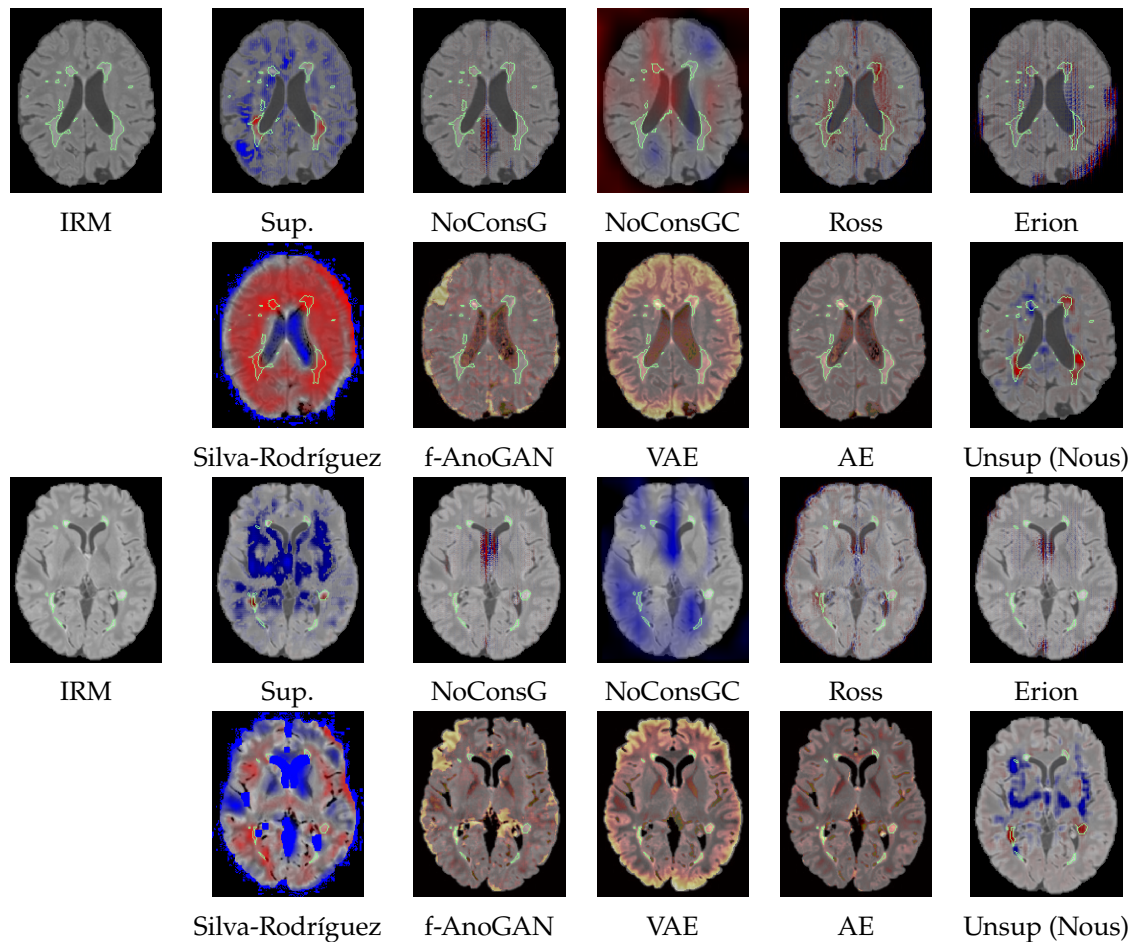 IRM Sup. NoConsG NoConsGC Ross Erion
Silva-Rodríguez f-AnoGAN VAE AE Unsup (Nous)
IRM Sup. NoConsG NoConsGC Ross Erion
Silva-Rodríguez f-AnoGAN VAE AE Unsup (Nous)